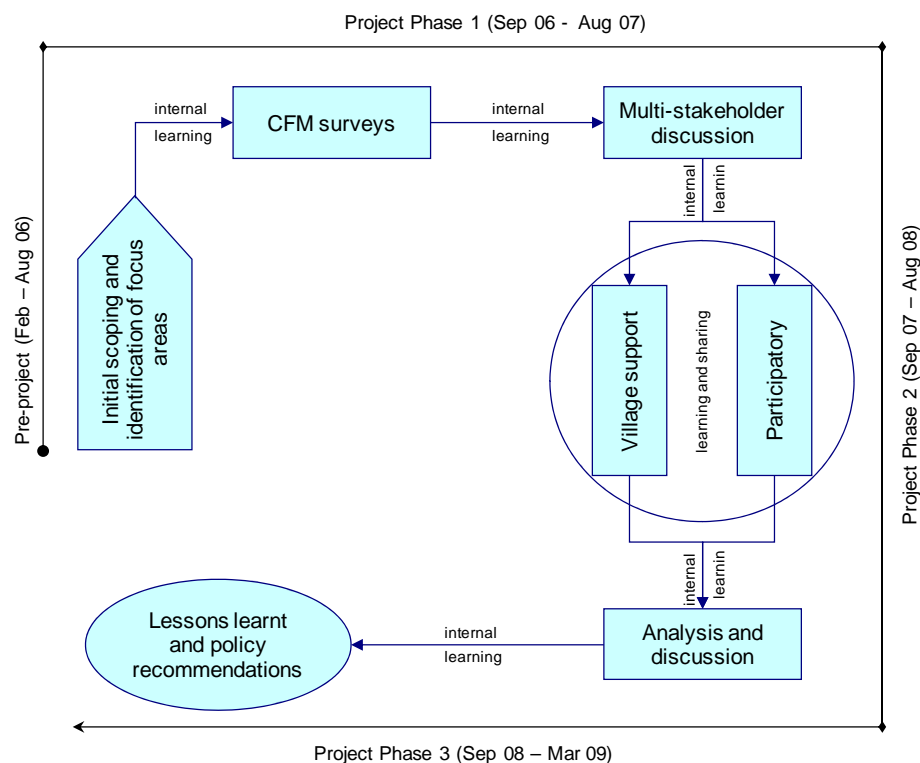 Project Phase 1 (Sep 06 - Aug 07)
internal
learning
CFM surveys
internal
learning
Multi-stakeholder
discussion
internal
learnin
Pre-project (Feb – Aug 06)
Initial scoping and
identification of focus
areas
Village support
learning and sharing
Participatory
Project Phase 2 (Sep 07 – Aug 08)
internal
learnin
Lessons learnt
and policy
recommendations
internal
learning
Analysis and
discussion
Project Phase 3 (Sep 08 – Mar 09)